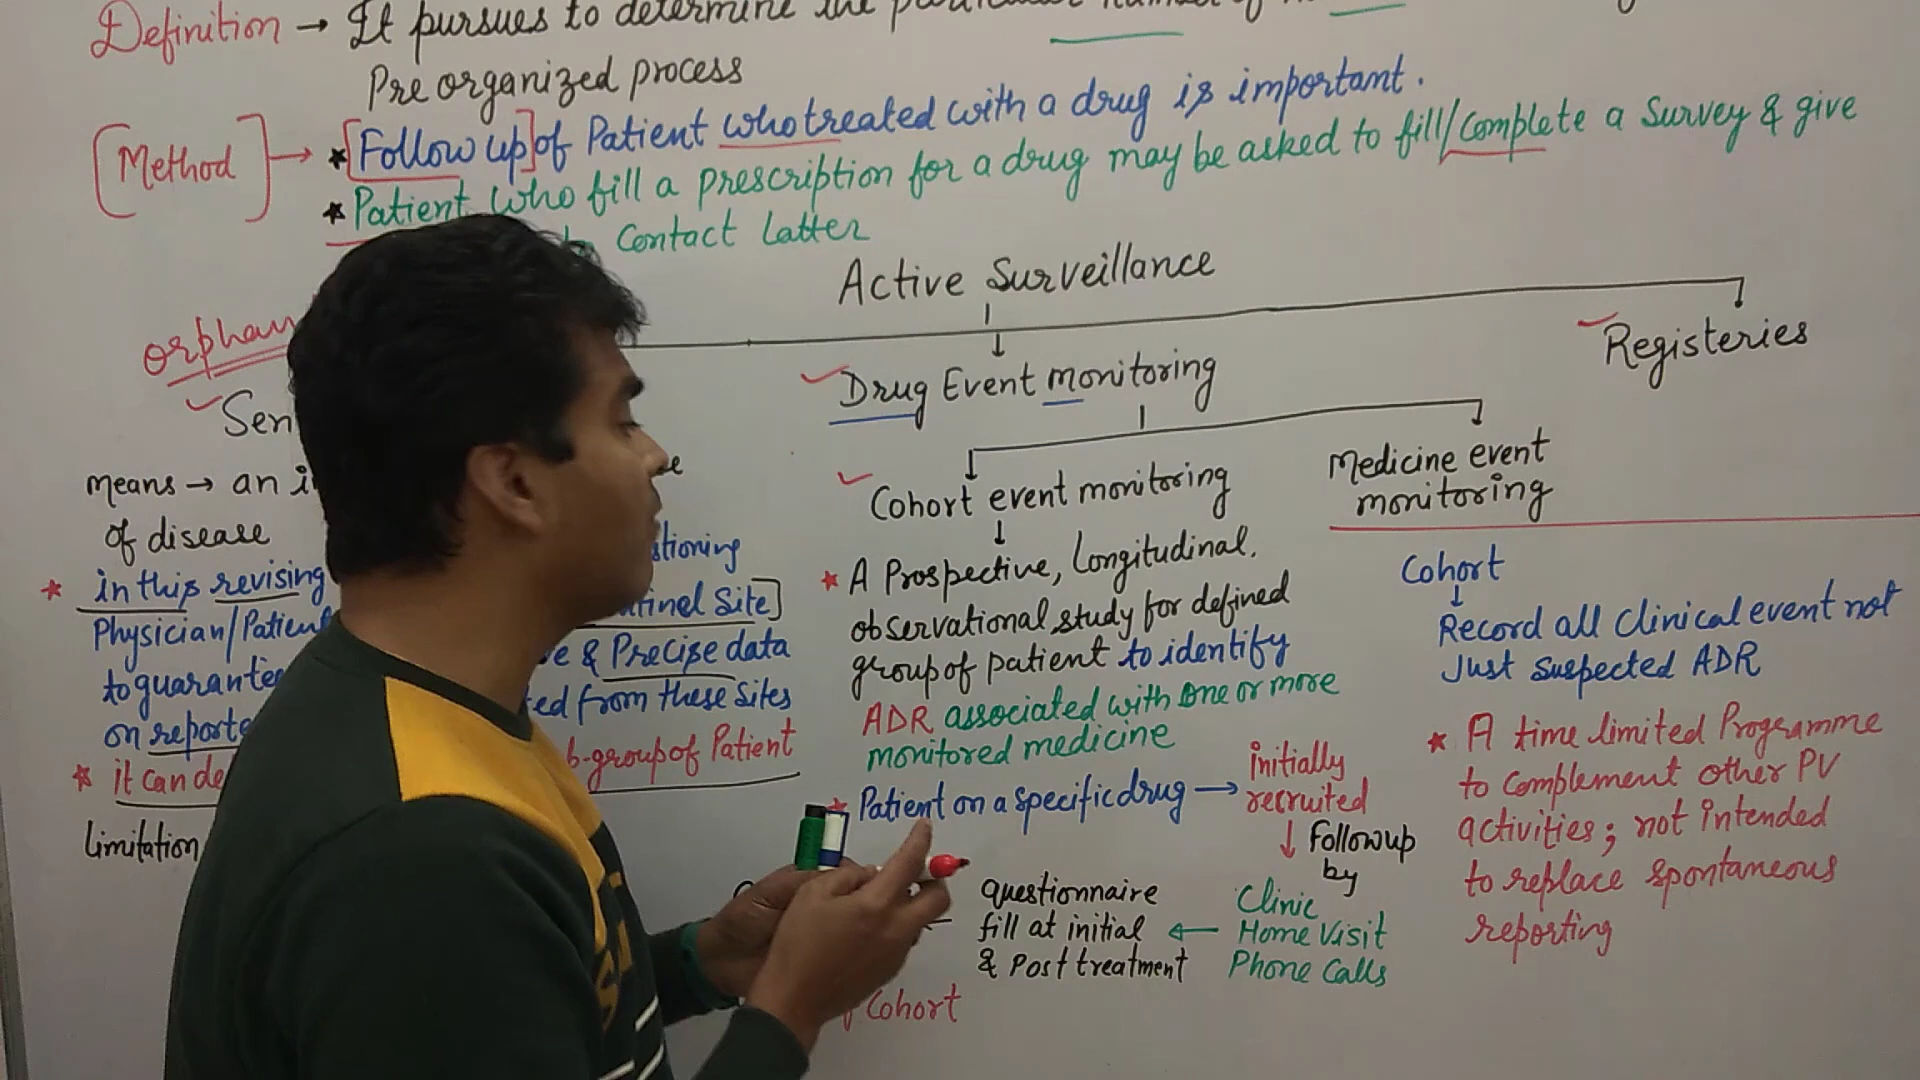 Definition → It pursues to determine the
Pre organized process
[Method] → ★ [Follow up] of Patient who treated with a drug is important.
★ Patient who fill a prescription for a drug may be asked to fill/complete a survey & give
Contact Latter
Active Surveillance
orphan
Registeries
Drug Event monitoring
Cohort event monitoring
Medicine event
monitoring
means → an i
of disease
★ in this revising
Physician/Patient
to guarantee
on reporte
★ it can de
limitation
stioning
tinel Site]
& Precise data
ted from these sites
b-group of Patient
★ A Prospective, Longitudinal.
observational study for defined
group of patient to identify
ADR associated with one or more
monitored medicine
Patient on a specific drug → initially
recruited
↓ Followup
by
Clinic
Home Visit
Phone Calls
← questionnaire
fill at initial
& Post treatment
Cohort
Cohort
↓
Record all Clinical event not
Just suspected ADR
★ A time limited Programme
to complement other PV
activities; not intended
to replace spontaneous
reporting